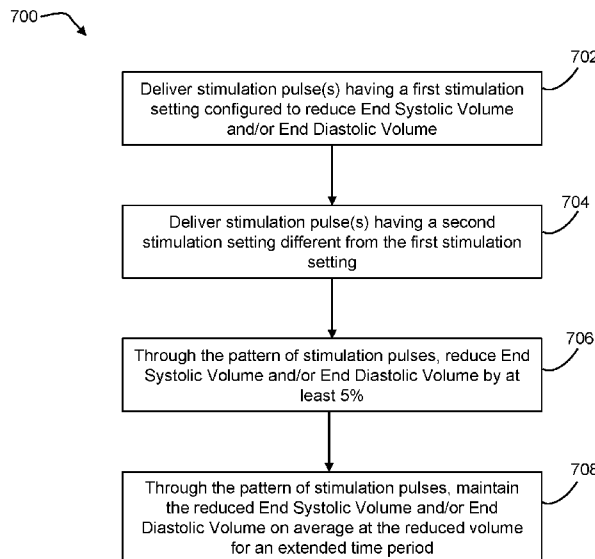 700
702
Deliver stimulation pulse(s) having a first stimulation
setting configured to reduce End Systolic Volume
and/or End Diastolic Volume
704
Deliver stimulation pulse(s) having a second
stimulation setting different from the first stimulation
setting
706
Through the pattern of stimulation pulses, reduce End
Systolic Volume and/or End Diastolic Volume by at
least 5%
708
Through the pattern of stimulation pulses, maintain
the reduced End Systolic Volume and/or End
Diastolic Volume on average at the reduced volume
for an extended time period